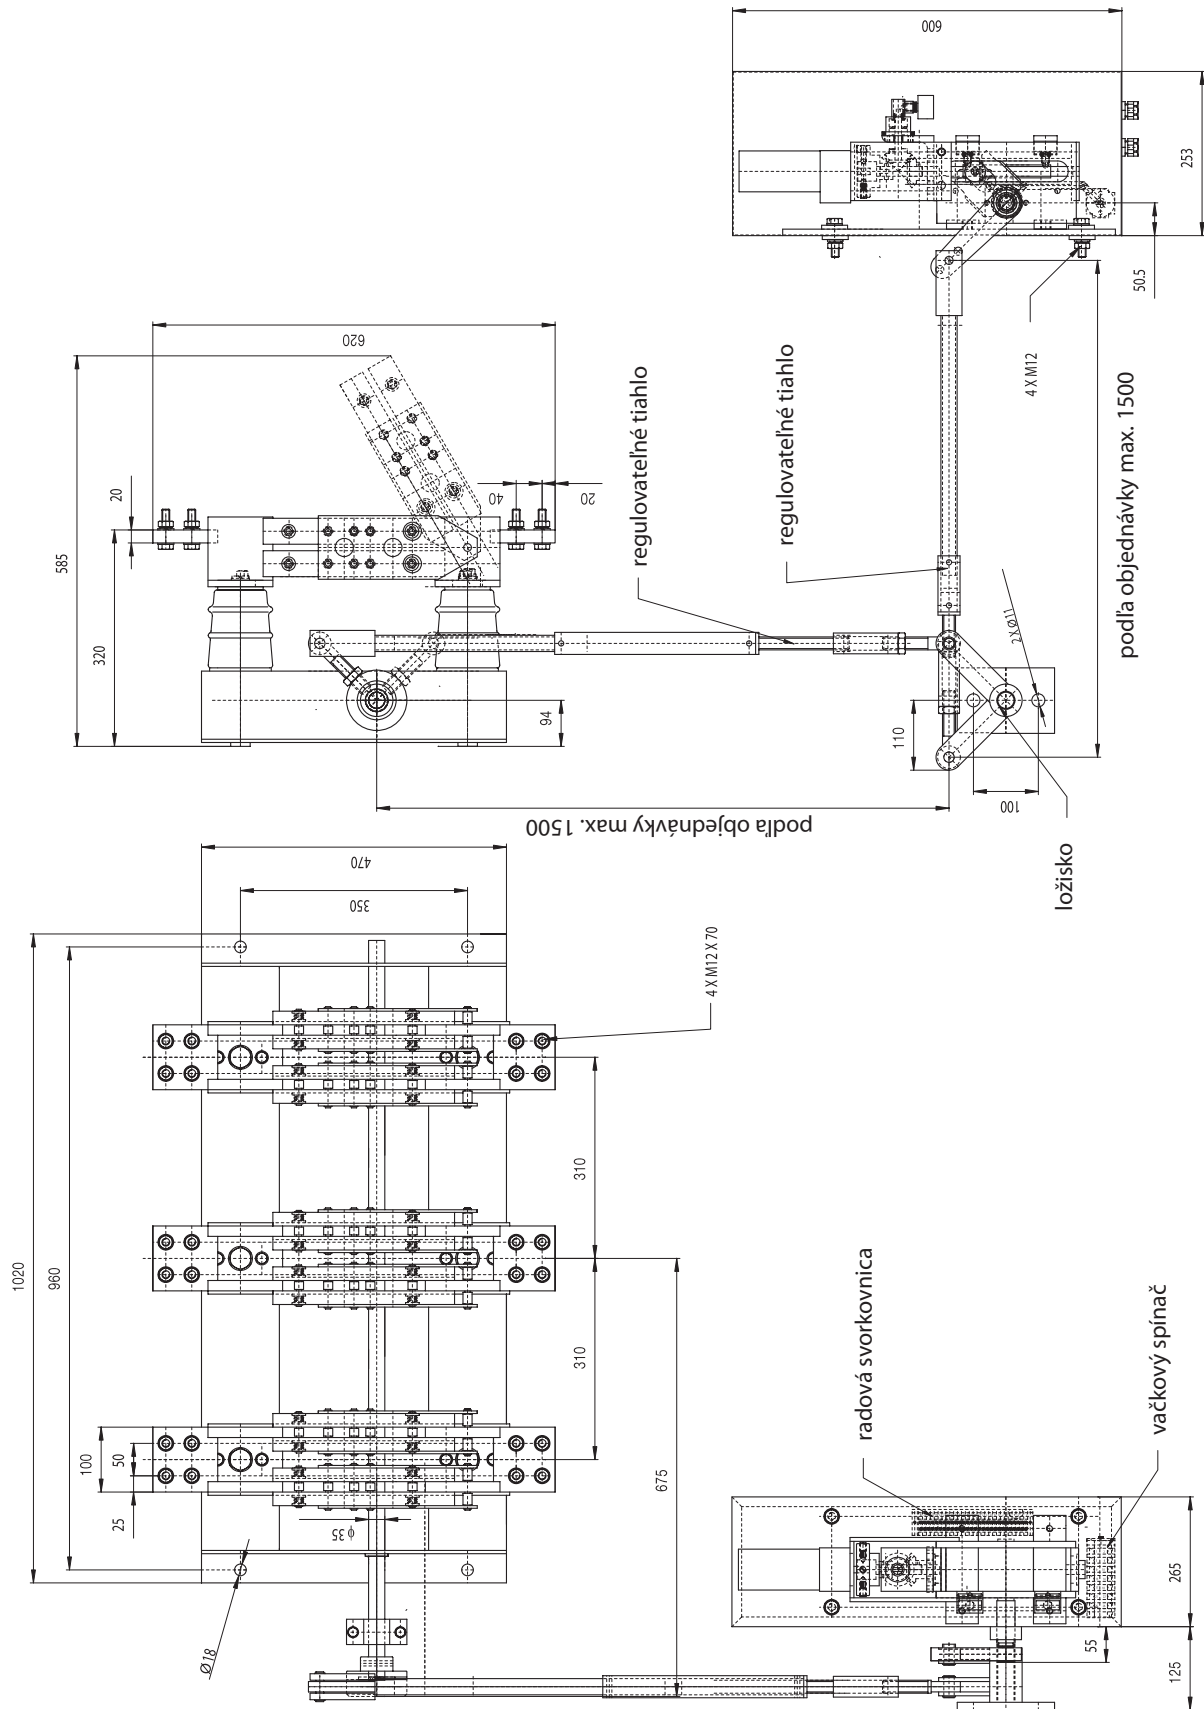 600
253
50.5
4 X M12
podľa objednávky max. 1500
620
585
20
320
40
20
94
regulovateľné tiahlo
regulovateľné tiahlo
2 X Ø 11
110
100
ložisko
podľa objednávky max. 1500
470
350
1020
960
4 X M12 X 70
310
310
675
100
50
25
ϕ 35
Ø 18
radová svorkovnica
vačkový spínač
265
55
125